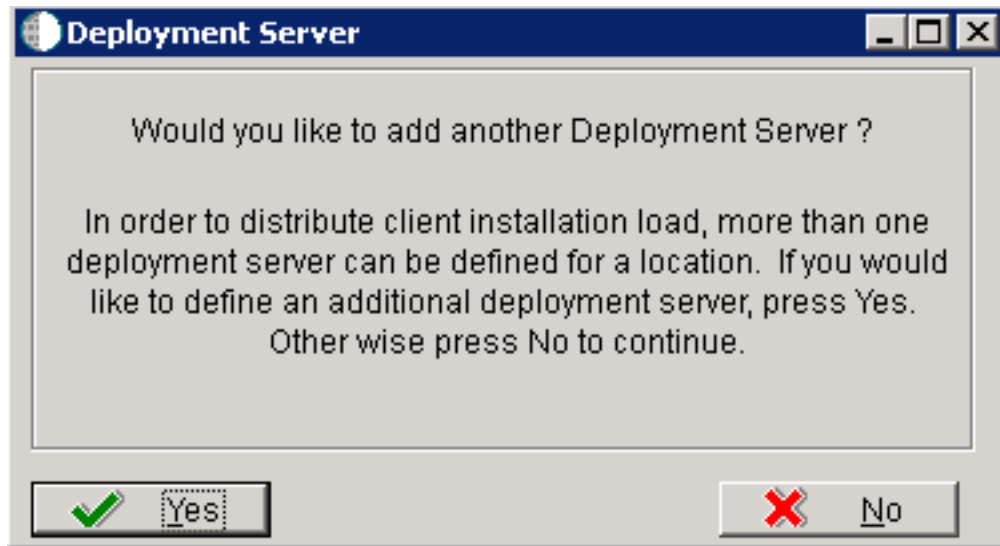 Deployment Server
Would you like to add another Deployment Server ?
In order to distribute client installation load, more than one
deployment server can be defined for a location.  If you would
like to define an additional deployment server, press Yes.
Other wise press No to continue.
Yes
No